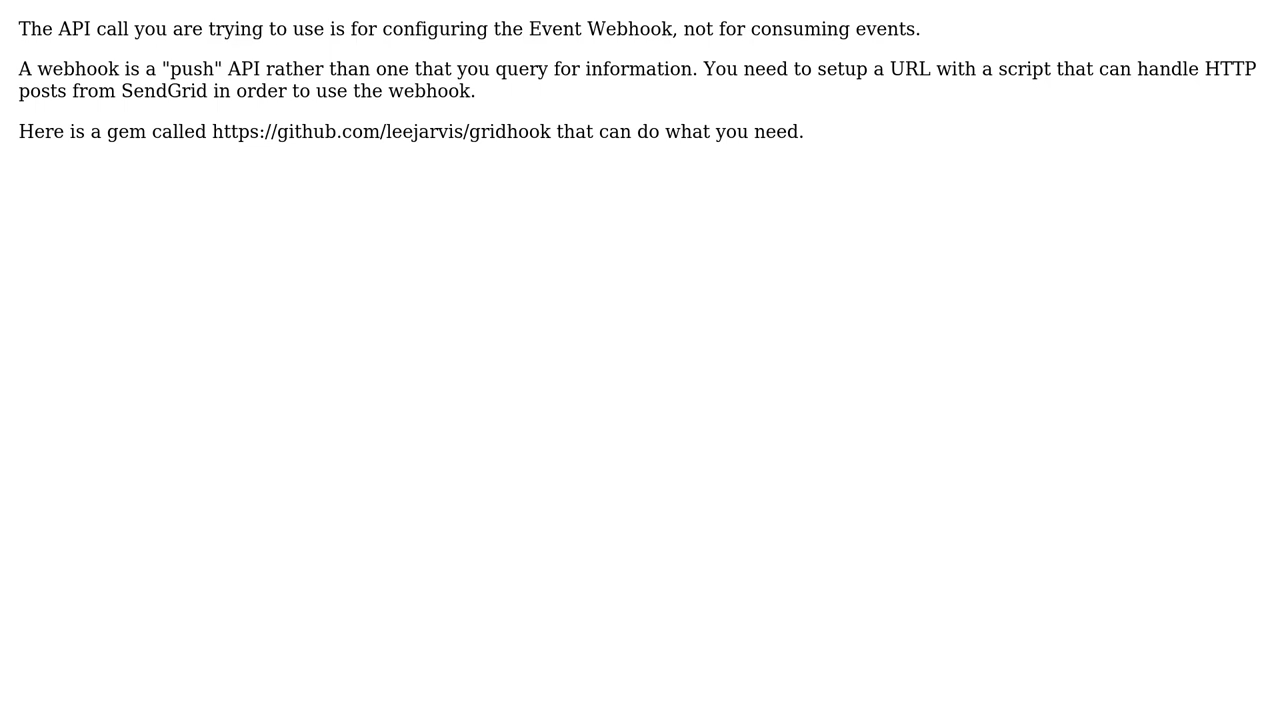 The API call you are trying to use is for configuring the Event Webhook, not for consuming events.
A webhook is a "push" API rather than one that you query for information. You need to setup a URL with a script that can handle HTTP
posts from SendGrid in order to use the webhook.
Here is a gem called https://github.com/leejarvis/gridhook that can do what you need.